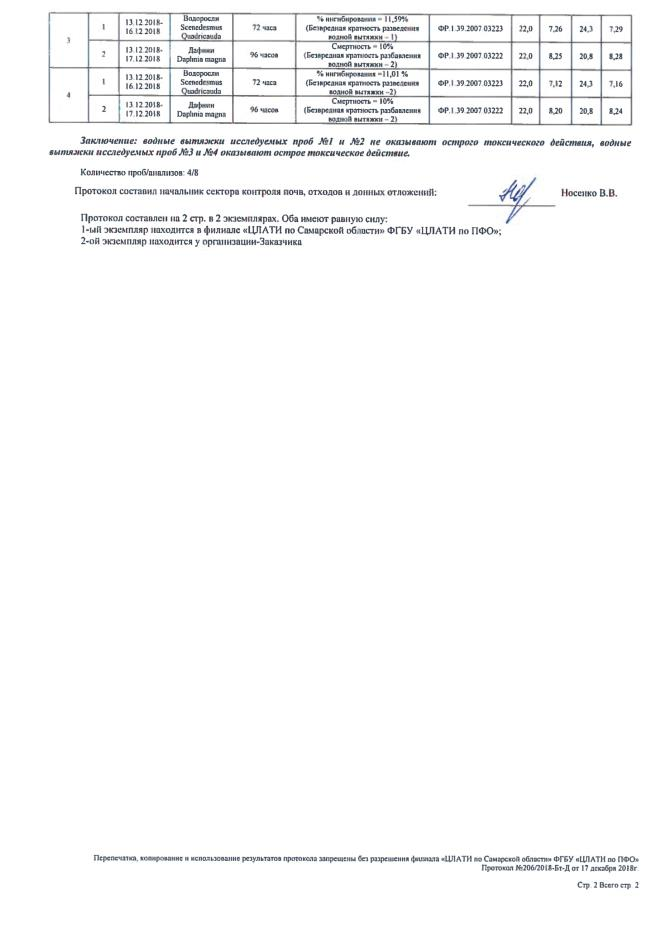 3
1
13.12.2018-
16.12.2018
Водоросли
Scenedesmus
Quadricauda
72 часа
% ингибирования = 11,59%
(Безвредная кратность разведения
водной вытяжки – 1)
ФР.1.39.2007.03223
22,0
7,26
24,3
7,29
2
13.12.2018-
17.12.2018
Дафнии
Daphnia magna
96 часов
Смертность = 10%
(Безвредная кратность разбавления
водной вытяжки – 2)
ФР.1.39.2007.03222
22,0
8,25
20,8
8,28
4
1
13.12.2018-
16.12.2018
Водоросли
Scenedesmus
Quadricauda
72 часа
% ингибирования =11,01 %
(Безвредная кратность разведения
водной вытяжки –2)
ФР.1.39.2007.03223
22,0
7,12
24,3
7,16
2
13.12.2018-
17.12.2018
Дафнии
Daphnia magna
96 часов
Смертность = 10%
(Безвредная кратность разбавления
водной вытяжки – 2)
ФР.1.39.2007.03222
22,0
8,20
20,8
8,24
Заключение: водные вытяжки исследуемых проб №1 и №2 не оказывают острого токсического действия, водные
вытяжки исследуемых проб №3 и №4 оказывают острое токсическое действие.
Количество проб/анализов: 4/8
Протокол составил начальник сектора контроля почв, отходов и донных отложений:
Носенко В.В.
Протокол составлен на 2 стр. в 2 экземплярах. Оба имеют равную силу:
1-ый экземпляр находится в филиале «ЦЛАТИ по Самарской области» ФГБУ «ЦЛАТИ по ПФО»;
2-ой экземпляр находится у организации-Заказчика
Перепечатка, копирование и использование результатов протокола запрещены без разрешения филиала «ЦЛАТИ по Самарской области» ФГБУ «ЦЛАТИ по ПФО»
Протокол №206/2018-Бт-Д от 17 декабря 2018г.
Стр. 2 Всего стр. 2